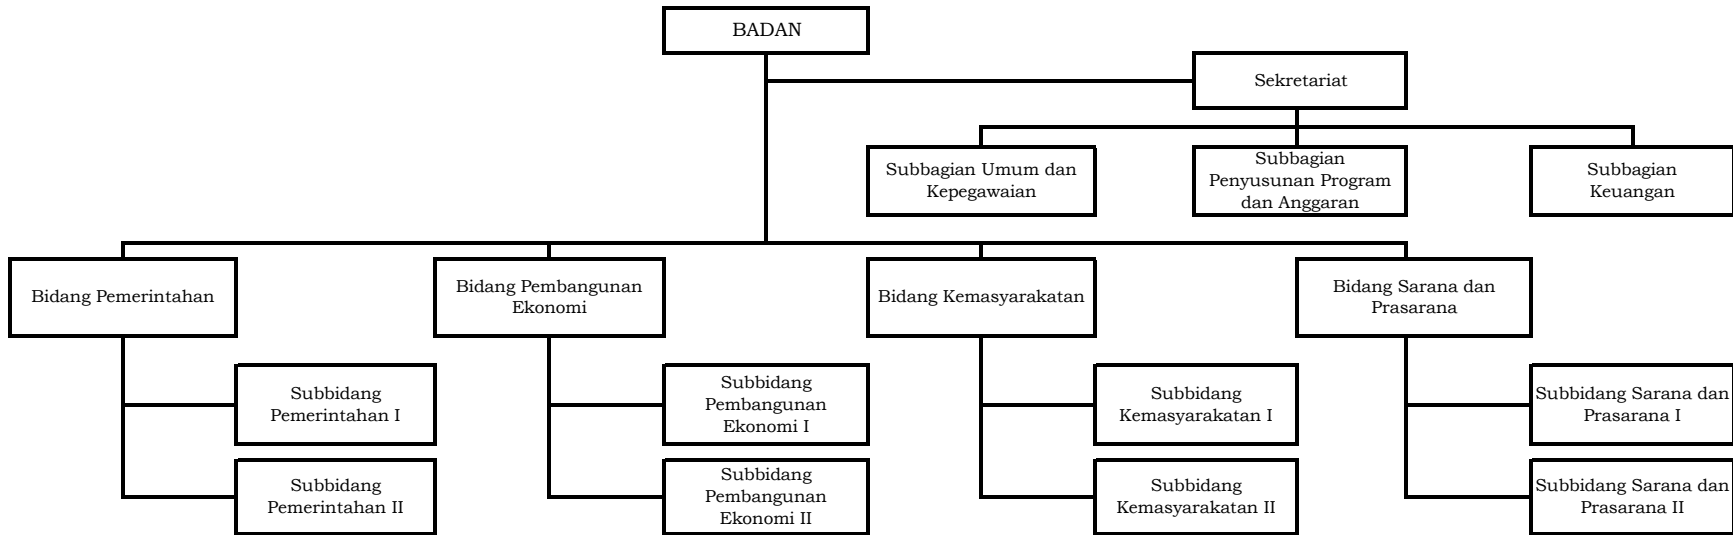 BADAN
Sekretariat
Subbagian Umum dan
Kepegawaian
Subbagian
Penyusunan Program
dan Anggaran
Subbagian
Keuangan
Bidang Pemerintahan
Bidang Pembangunan
Ekonomi
Bidang Kemasyarakatan
Bidang Sarana dan
Prasarana
Subbidang
Pemerintahan I
Subbidang
Pembangunan
Ekonomi I
Subbidang
Kemasyarakatan I
Subbidang Sarana dan
Prasarana I
Subbidang
Pemerintahan II
Subbidang
Pembangunan
Ekonomi II
Subbidang
Kemasyarakatan II
Subbidang Sarana dan
Prasarana II